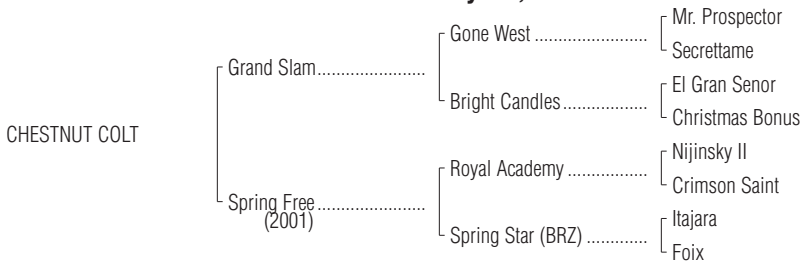 Mr. Prospector
Gone West
Secrettame
Grand Slam
El Gran Senor
Bright Candles
Christmas Bonus
CHESTNUT COLT
Nijinsky II
Royal Academy
Crimson Saint
Spring Free
(2001)
Itajara
Spring Star (BRZ)
Foix